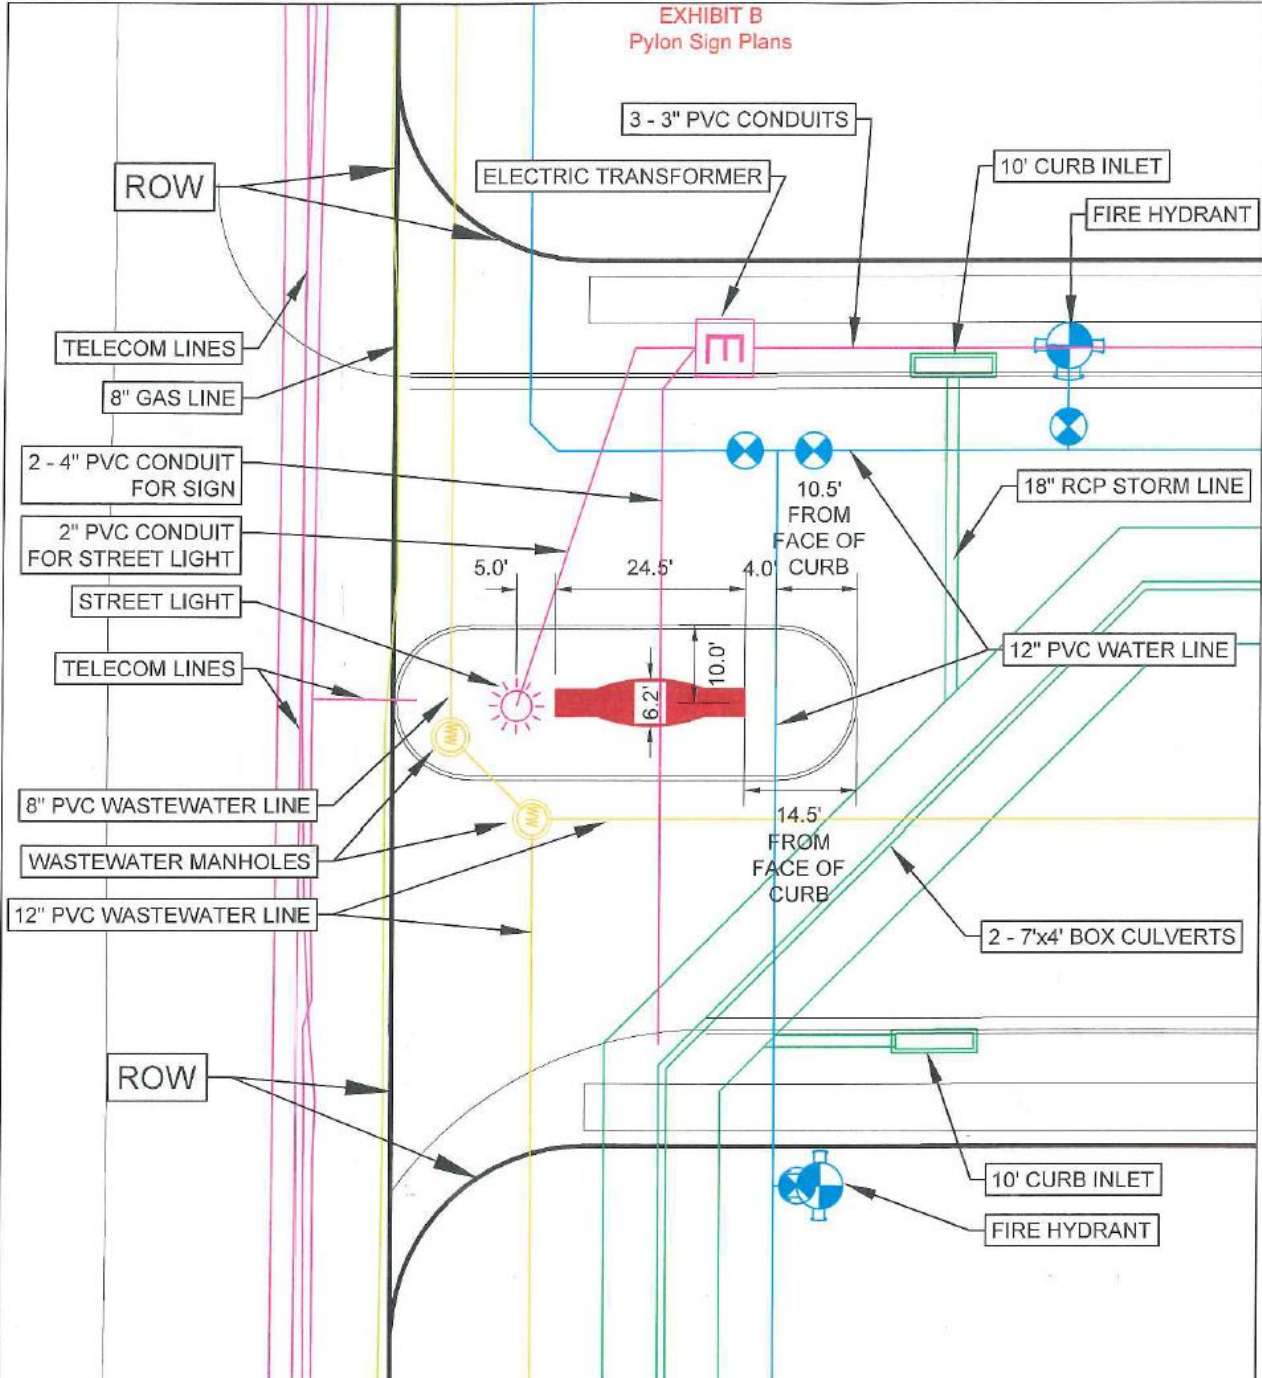 EXHIBIT B
Pylon Sign Plans
3 - 3" PVC CONDUITS
ELECTRIC TRANSFORMER
10' CURB INLET
ROW
FIRE HYDRANT
TELECOM LINES
E
8" GAS LINE
2 - 4" PVC CONDUIT
FOR SIGN
10.5'
FROM
FACE OF
CURB
18" RCP STORM LINE
2" PVC CONDUIT
FOR STREET LIGHT
5.0'
24.5'
4.0'
STREET LIGHT
TELECOM LINES
10.0'
12" PVC WATER LINE
6.2'
WW
8" PVC WASTEWATER LINE
WW
14.5'
FROM
FACE OF
CURB
WASTEWATER MANHOLES
12" PVC WASTEWATER LINE
2 - 7'x4' BOX CULVERTS
ROW
10' CURB INLET
FIRE HYDRANT